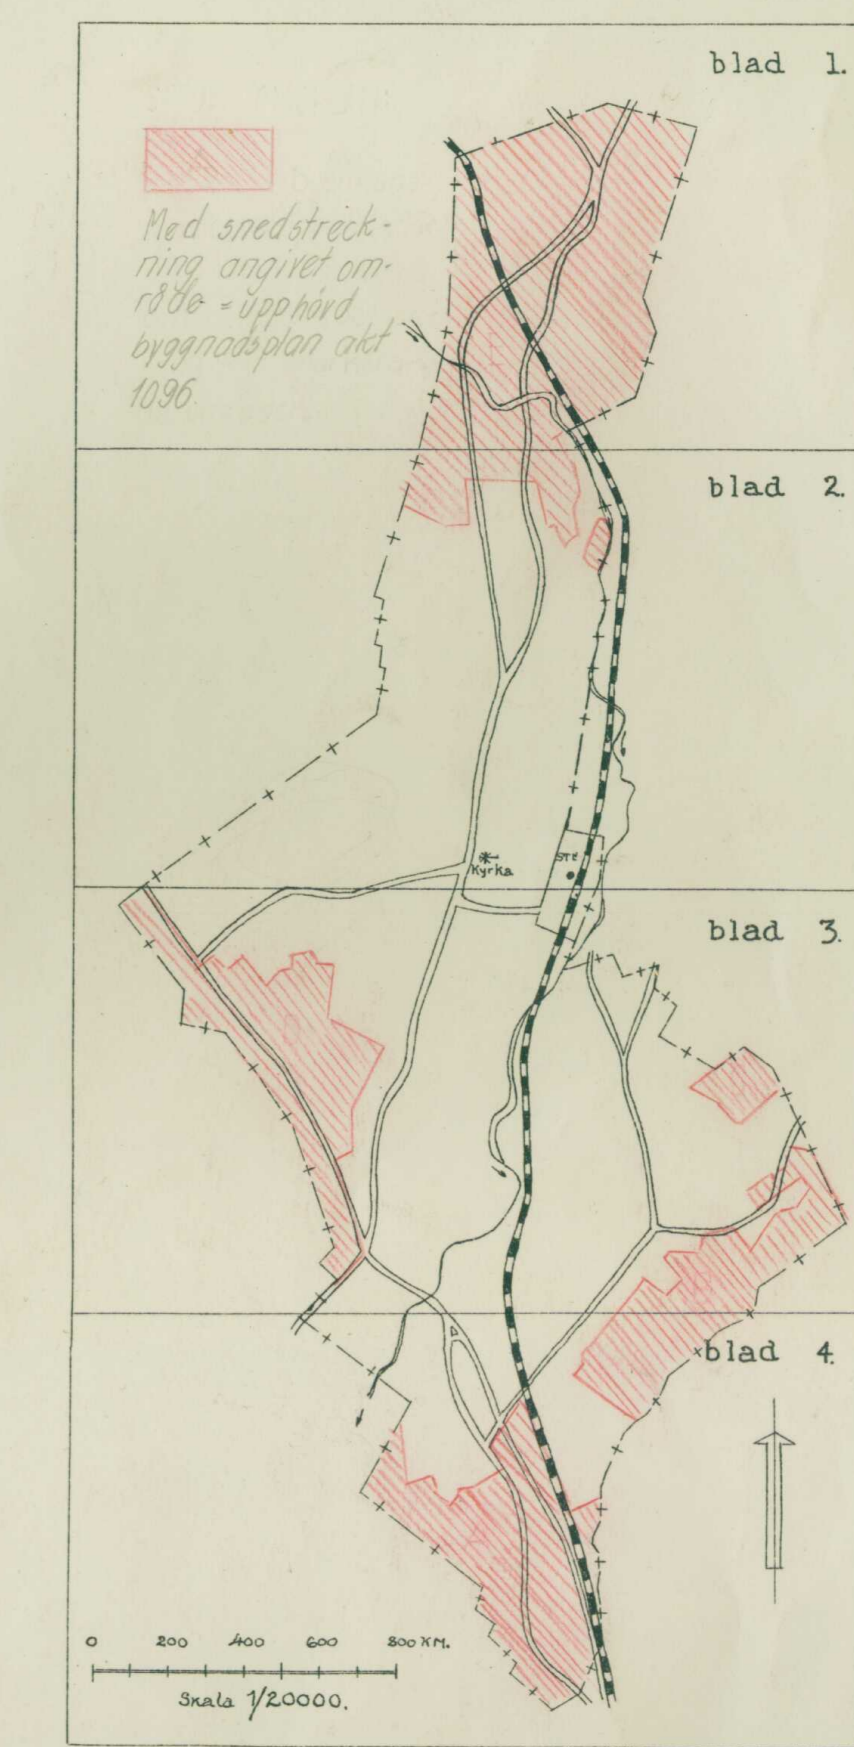 blad 1.
Med snedstreck-
ning angivet om-
råde = upphävd
byggnadsplan akt
1096.
blad 2.
Kyrka
STN
blad 3.
blad 4.
0 200 400 600 800 KM.
Skala 1/20000.